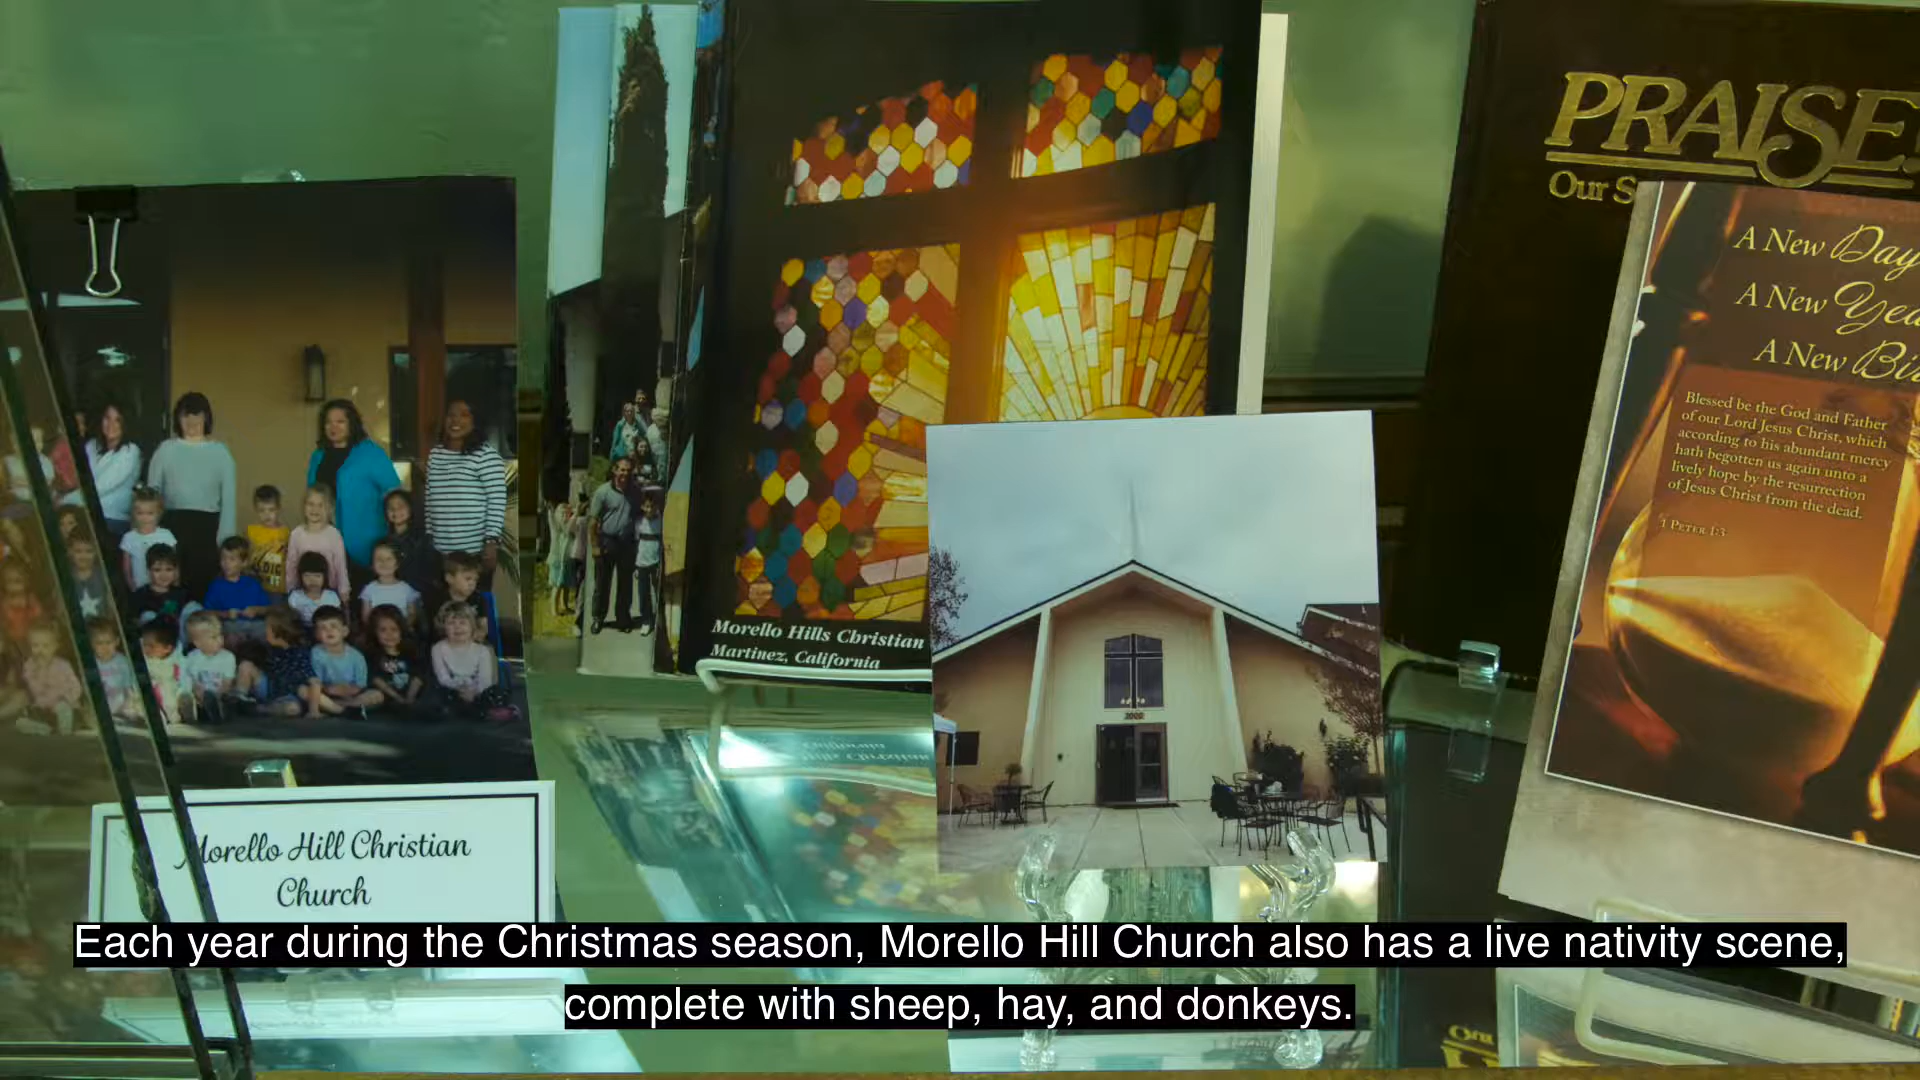 PRAISE!
Our S
A New Day
A New
A New
Blessed be the God and Father
of our Lord Jesus Christ, which
according to his abundant mercy
hath begotten us again unto a
lively hope by the resurrection
of Jesus Christ from the dead.
1 Peter 1:3
Morello Hills Christian
Martinez, California
Morello Hill Christian
Church
Each year during the Christmas season, Morello Hill Church also has a live nativity scene,
complete with sheep, hay, and donkeys.